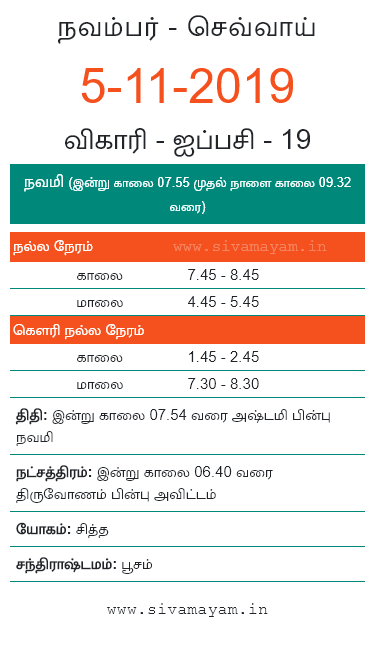 நவம்பர் - செவ்வாய்
5-11-2019
விகாரி - ஐப்பசி - 19
நவமி (இன்று காலை 07.55 முதல் நாளை காலை 09.32
வரை)
நல்ல நேரம் www.sivamayam.in
காலை 7.45 - 8.45
மாலை 4.45 - 5.45
கௌரி நல்ல நேரம்
காலை 1.45 - 2.45
மாலை 7.30 - 8.30
திதி: இன்று காலை 07.54 வரை அஷ்டமி பின்பு
நவமி
நட்சத்திரம்: இன்று காலை 06.40 வரை
திருவோணம் பின்பு அவிட்டம்
யோகம்: சித்த
சந்திராஷ்டமம்: பூசம்
www.sivamayam.in